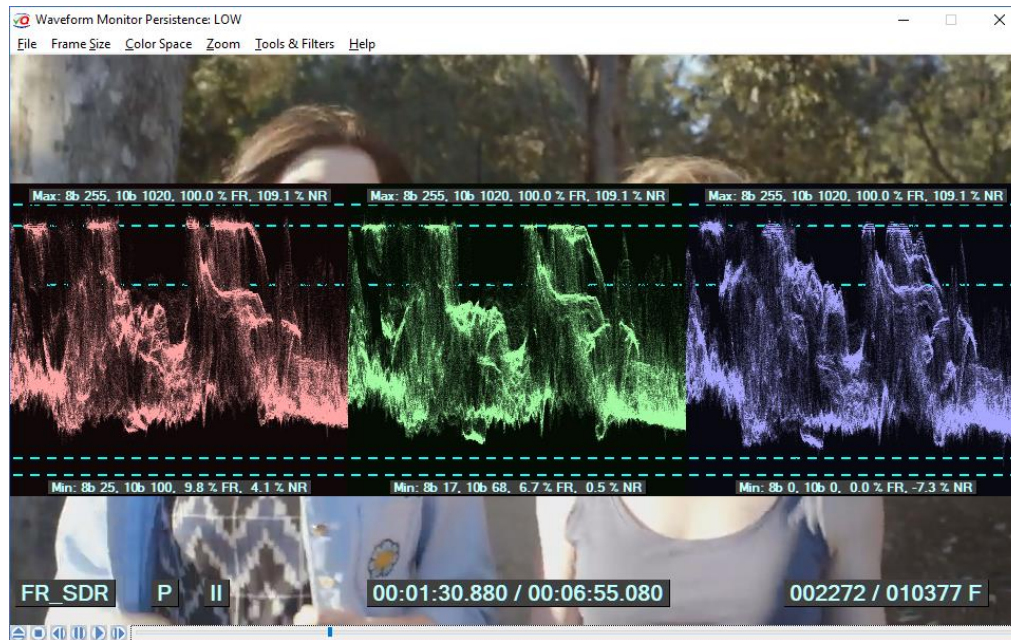 Waveform Monitor Persistence: LOW
File Frame Size Color Space Zoom Tools & Filters Help
Max: 8b 255, 10b 1020, 100.0 % FR, 109.1 % NR
Max: 8b 255, 10b 1020, 100.0 % FR, 109.1 % NR
Max: 8b 255, 10b 1020, 100.0 % FR, 109.1 % NR
Min: 8b 25, 10b 100, 9.8 % FR, 4.1 % NR
Min: 8b 17, 10b 68, 6.7 % FR, 0.5 % NR
Min: 8b 0, 10b 0, 0.0 % FR, -7.3 % NR
FR_SDR P II 00:01:30.880 / 00:06:55.080 002272 / 010377 F